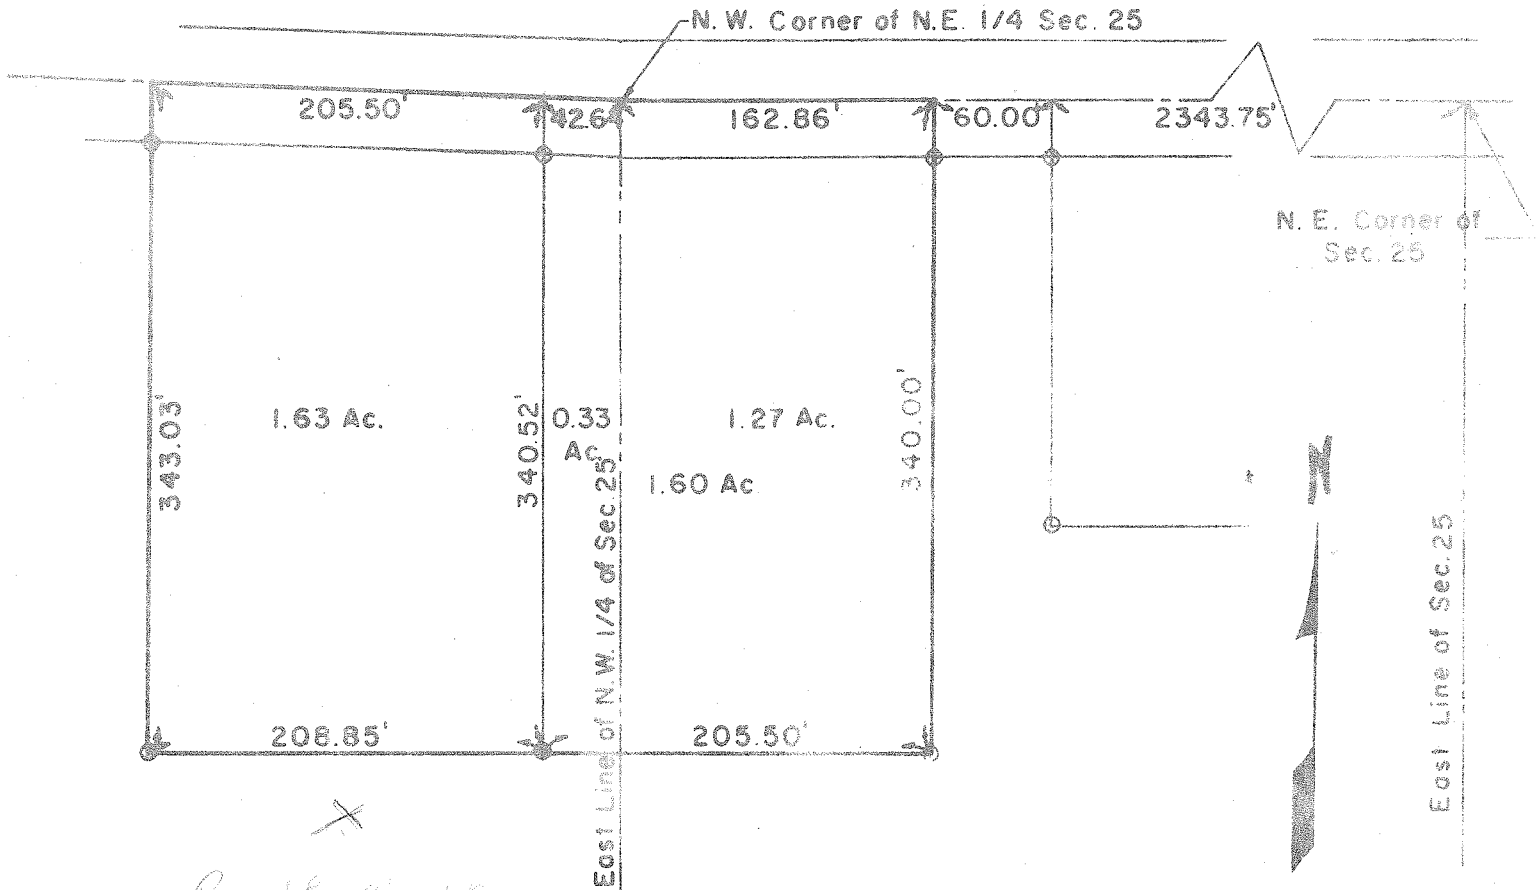 N.W. Corner of N.E. 1/4 Sec. 25
205.50'
42.64'
162.86'
60.00'
2343.75'
N.E. Corner of
Sec. 25
343.03'
1.63 Ac.
340.52'
0.33
Ac.
1.27 Ac.
1.60 Ac
340.00'
East Line of N.W. 1/4 of Sec. 25
East Line of Sec. 25
N
208.85'
205.50'